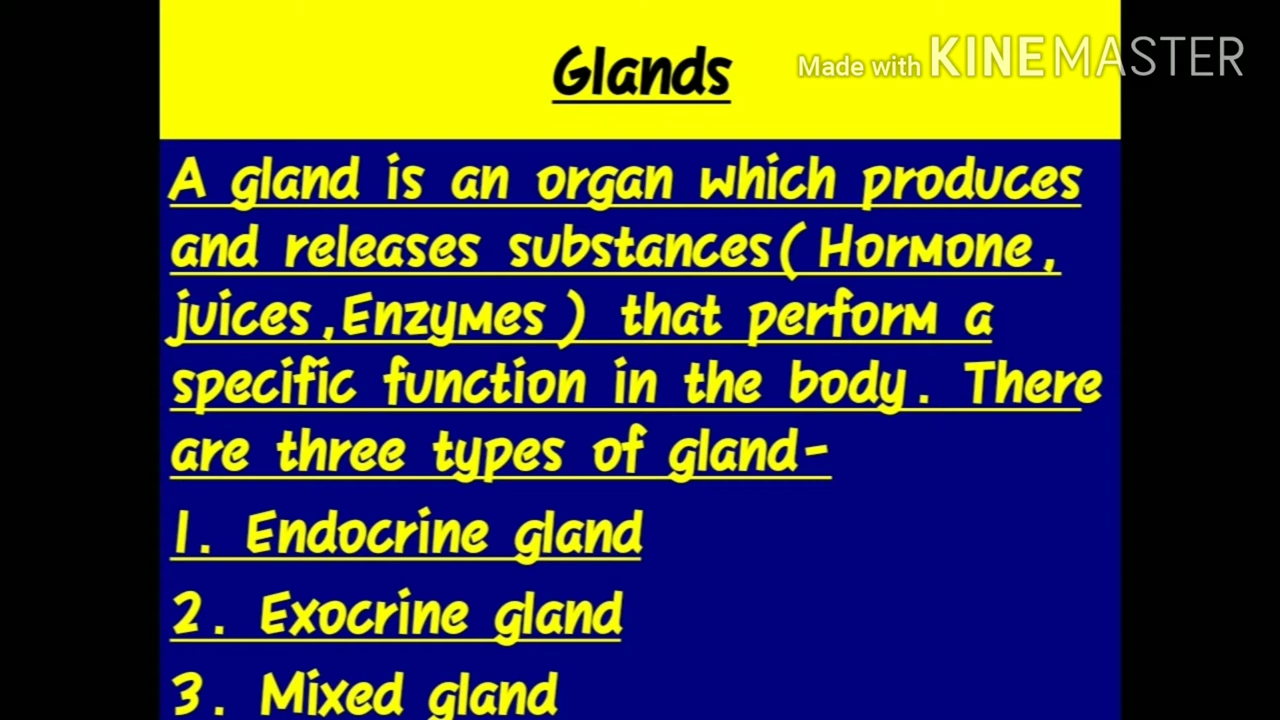 Glands
Made with KINEMASTER
A gland is an organ which produces
and releases substances( Hormone,
juices,Enzymes) that perform a
specific function in the body. There
are three types of gland-
1. Endocrine gland
2. Exocrine gland
3. Mixed gland